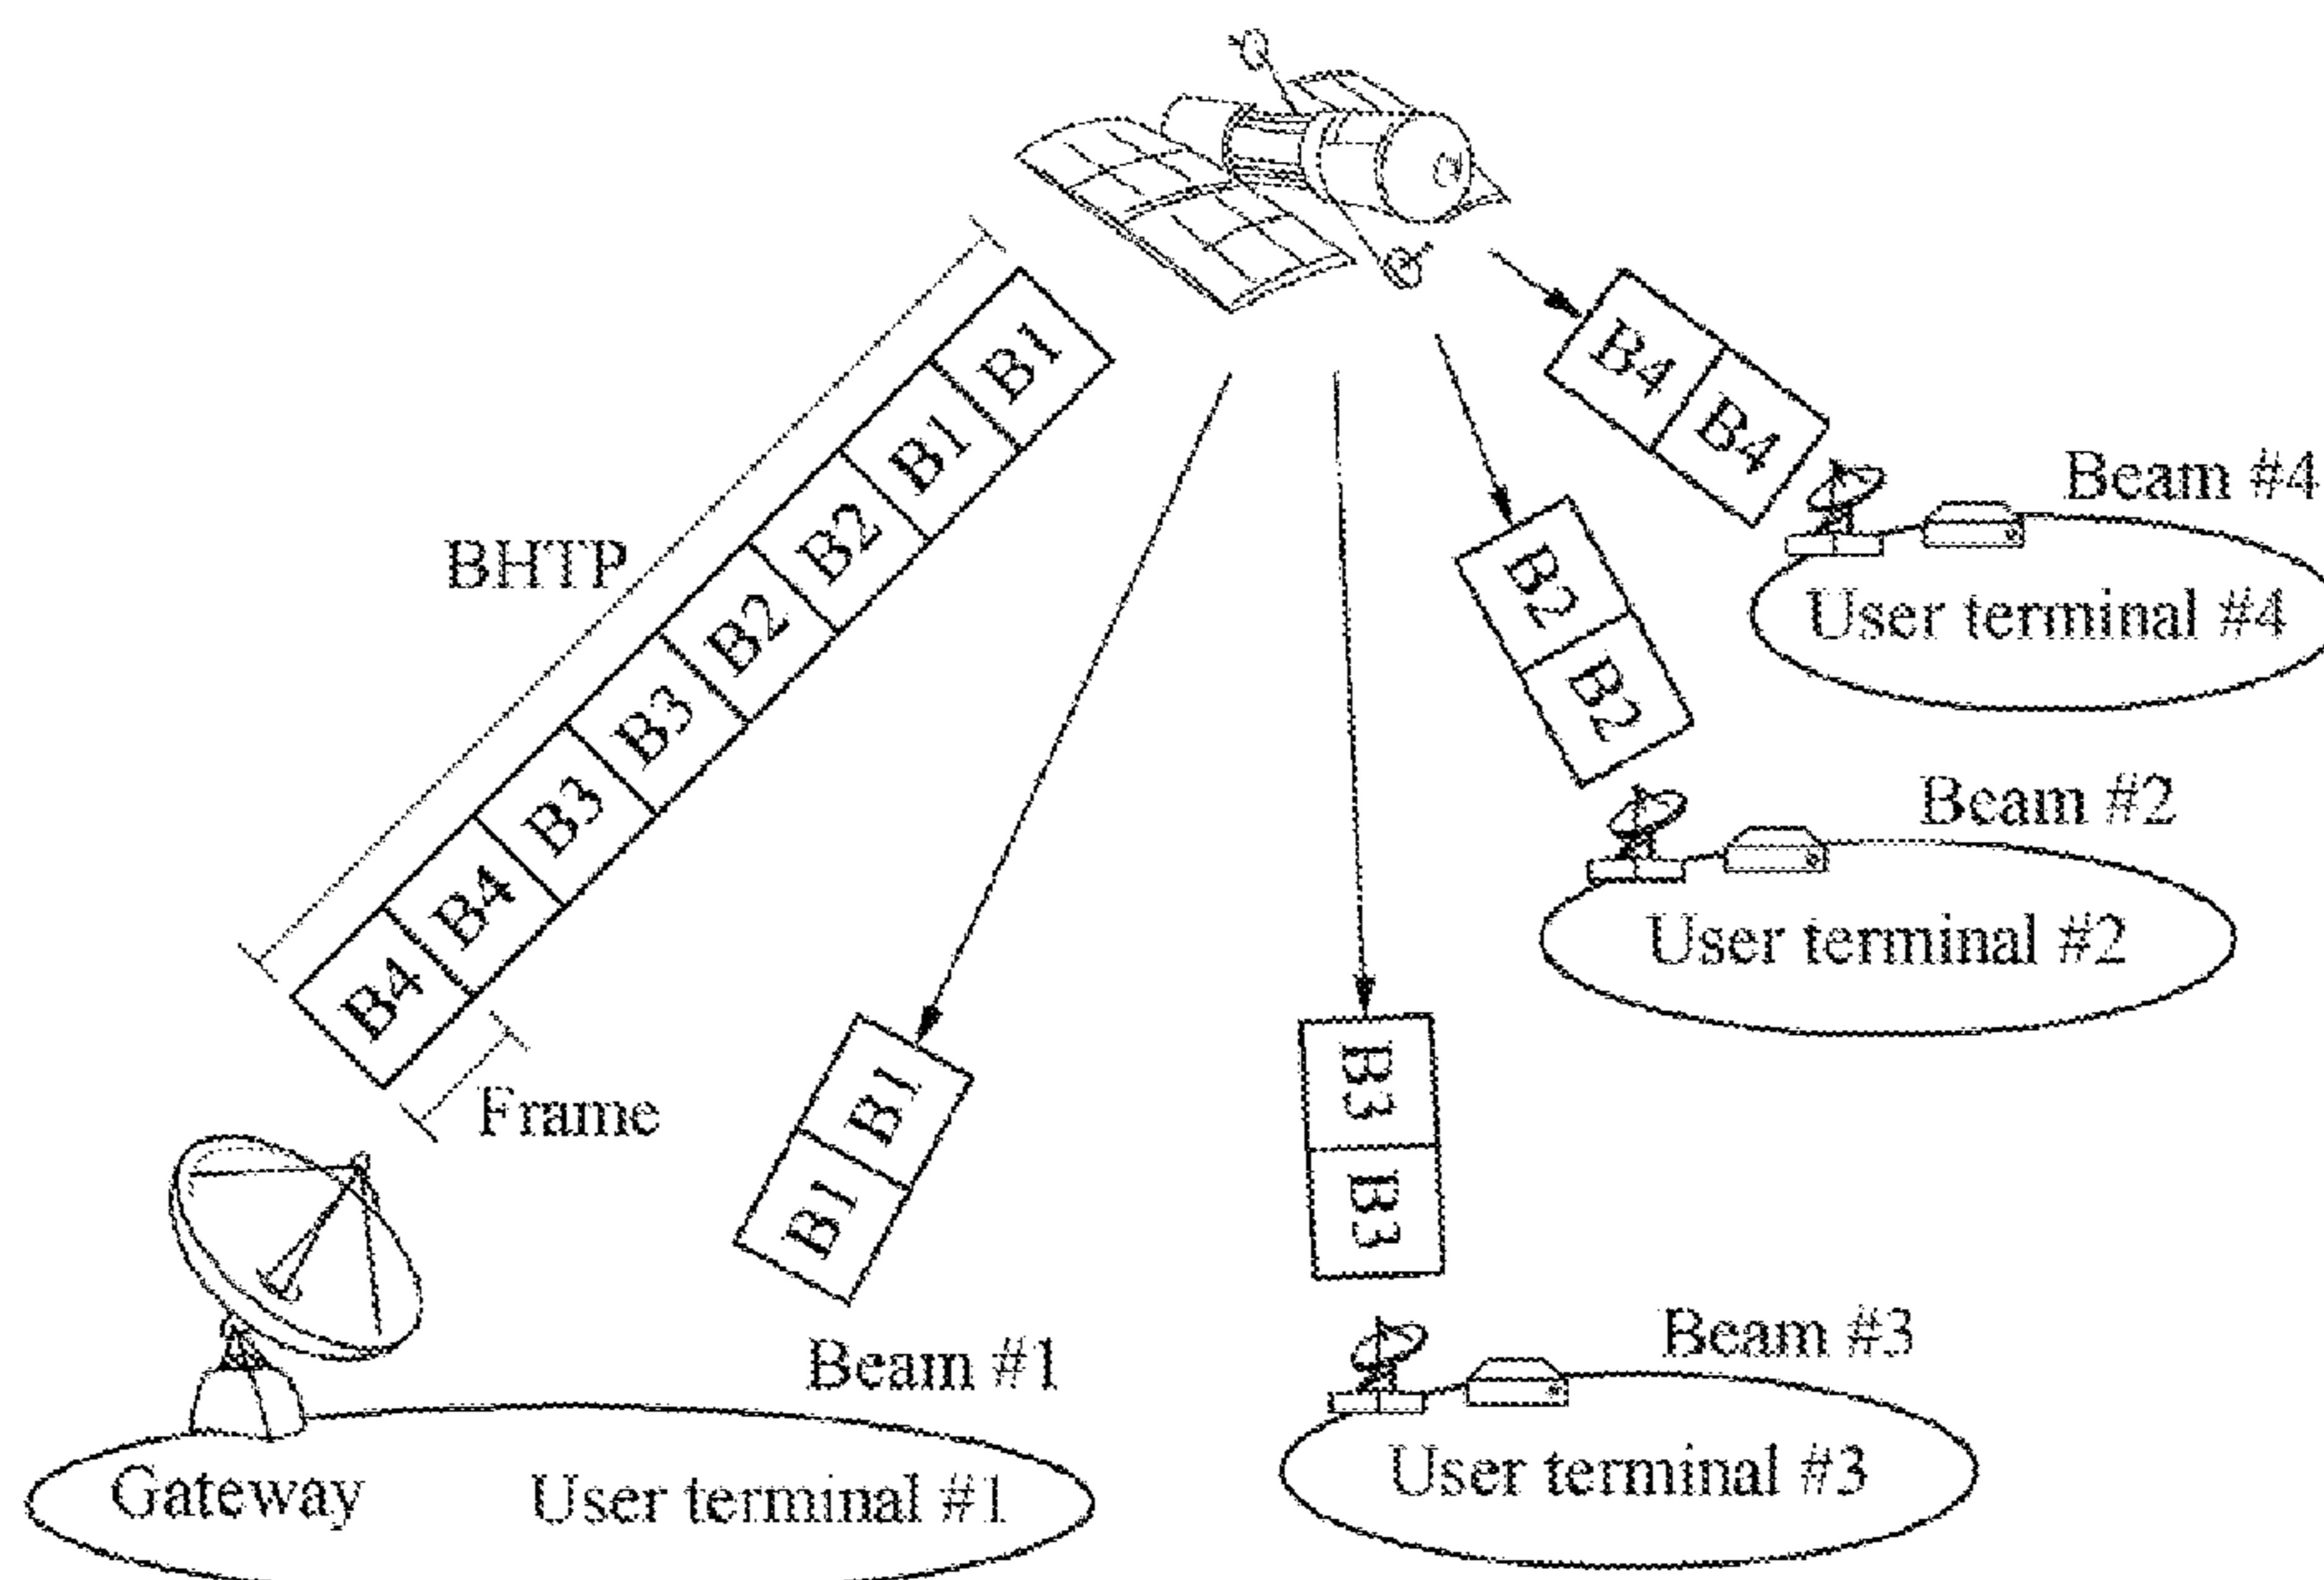 BHTP
B1
B1
B2
B2
B3
B3
B4
B4
Frame
B4
B4
Beam #4
User terminal #4
B2
B2
Beam #2
User terminal #2
B1
B1
Beam #1
Gateway
User terminal #1
B3
B3
Beam #3
User terminal #3